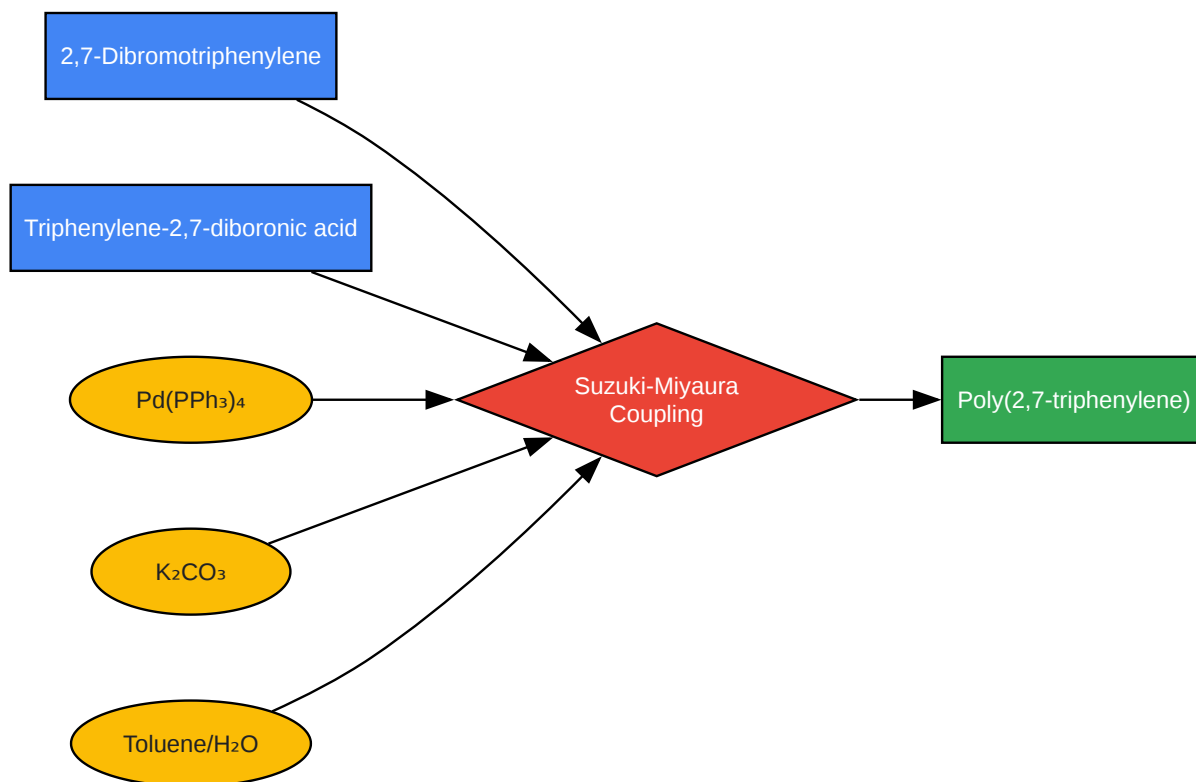 2,7-Dibromotriphenylene
Triphenylene-2,7-diboronic acid
Pd(PPh₃)₄
K₂CO₃
Toluene/H₂O
Suzuki-Miyaura
Coupling
Poly(2,7-triphenylene)